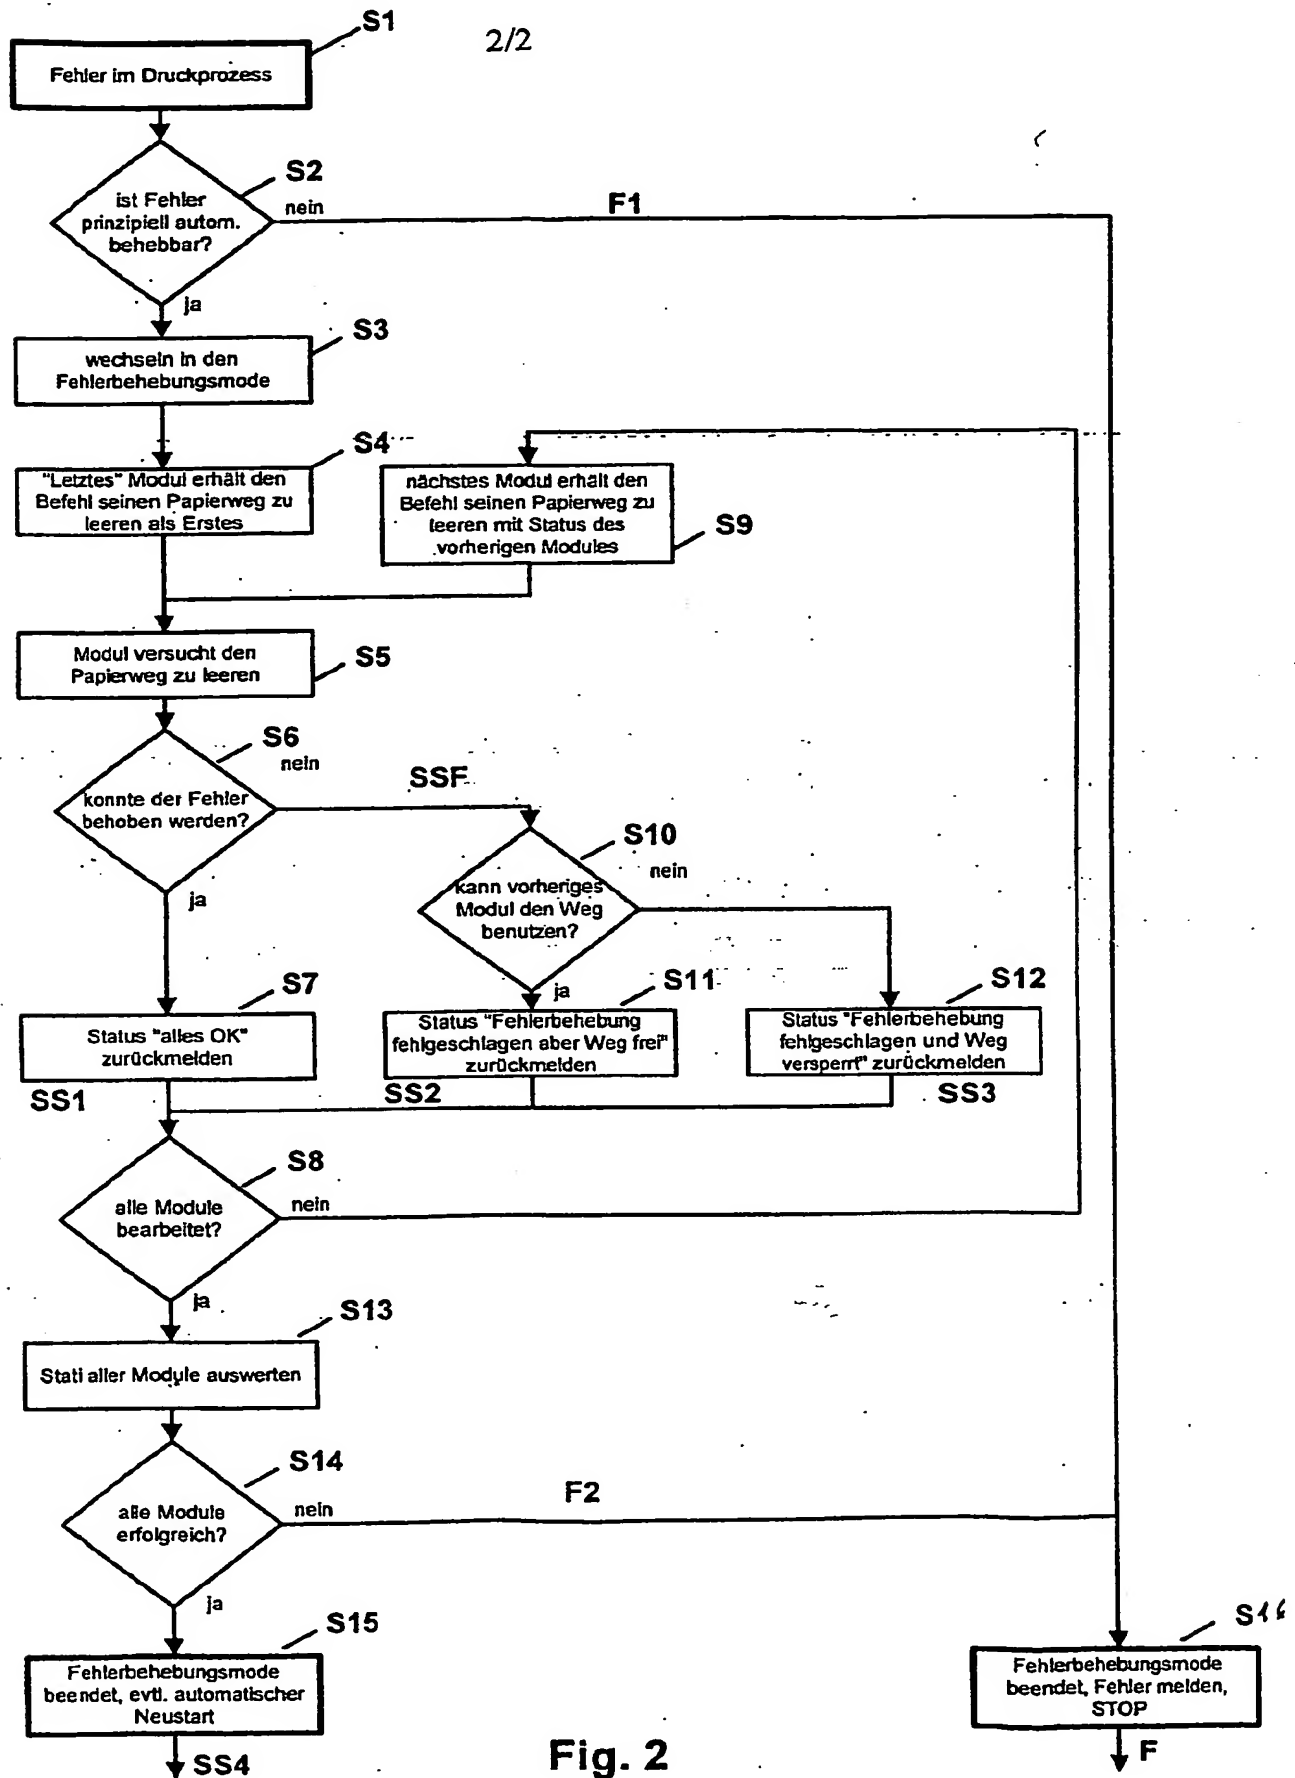 S1
2/2
Fehler im Druckprozess
S2
ist Fehler
prinzipiell autom.
behebbar?
nein
F1
ja
S3
wechseln in den
Fehlerbehebungsmode
S4
"Letztes" Modul erhält den
Befehl seinen Papierweg zu
leeren als Erstes
nächstes Modul erhält den
Befehl seinen Papierweg zu
leeren mit Status des
vorherigen Modules
S9
Modul versucht den
Papierweg zu leeren
S5
S6
nein
SSF
konnte der Fehler
behoben werden?
S10
nein
kann vorheriges
Modul den Weg
benutzen?
ja
S7
ja
S11
S12
Status "alles OK"
zurückmelden
Status "Fehlerbehebung
fehlgeschlagen aber Weg frei"
zurückmelden
Status "Fehlerbehebung
fehlgeschlagen und Weg
versperrt" zurückmelden
SS1
SS2
SS3
S8
alle Module
bearbeitet?
nein
ja
S13
Stati aller Module auswerten
S14
alle Module
erfolgreich?
nein
F2
ja
S15
Fehlerbehebungsmode
beendet, evtl. automatischer
Neustart
S16
Fehlerbehebungsmode
beendet, Fehler melden,
STOP
SS4
Fig. 2
F